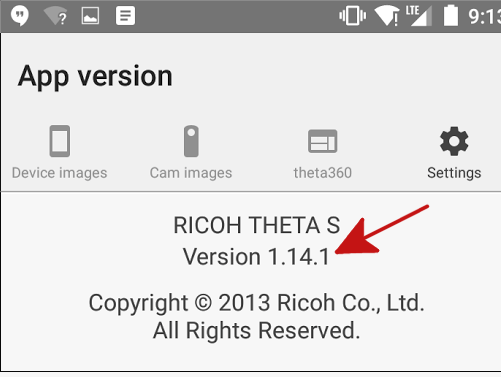 LTE 9:13
App version
Device images Cam images theta360 Settings
RICOH THETA S
Version 1.14.1
Copyright © 2013 Ricoh Co., Ltd.
All Rights Reserved.